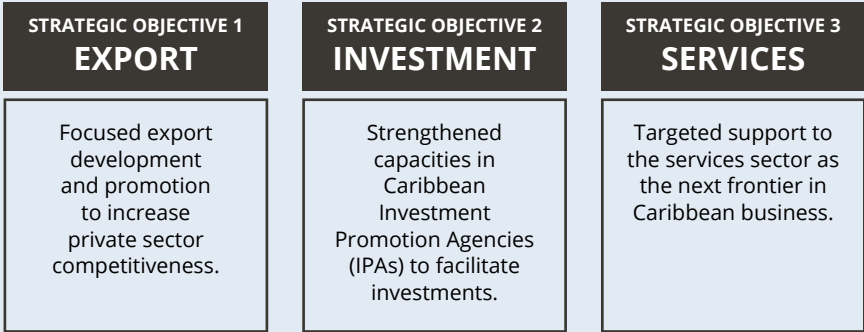 STRATEGIC OBJECTIVE 1
EXPORT
Focused export
development
and promotion
to increase
private sector
competitiveness.
STRATEGIC OBJECTIVE 2
INVESTMENT
Strengthened
capacities in
Caribbean
Investment
Promotion Agencies
(IPAs) to facilitate
investments.
STRATEGIC OBJECTIVE 3
SERVICES
Targeted support to
the services sector as
the next frontier in
Caribbean business.